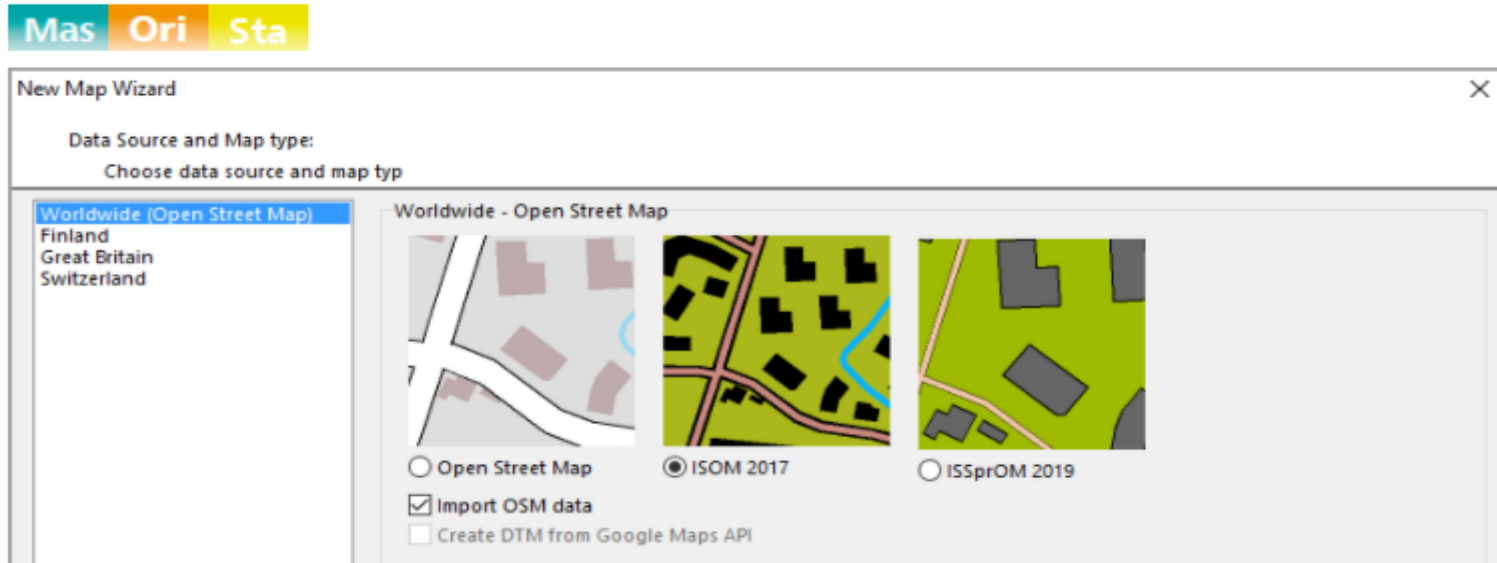 Mas Ori Sta
New Map Wizard
Data Source and Map type:
Choose data source and map typ
Worldwide (Open Street Map)
Finland
Great Britain
Switzerland
Worldwide - Open Street Map
Open Street Map ISOM 2017 ISSprOM 2019
Import OSM data
Create DTM from Google Maps API